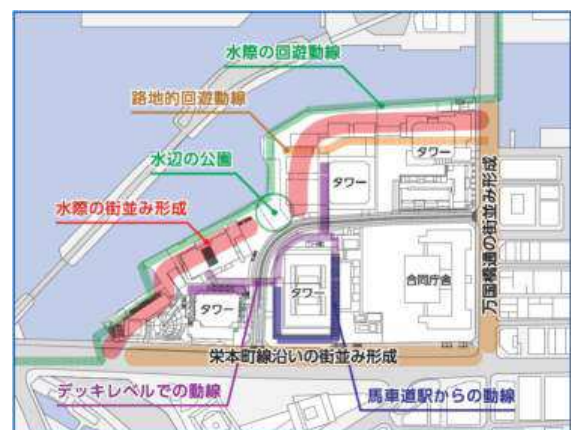 水際の回遊動線
路地的回遊動線
水辺の公園
水際の街並み形成
タワー
タワー
タワー
タワー
合同庁舎
万国橋通の街並み形成
栄本町線沿いの街並み形成
デッキレベルでの動線
馬車道駅からの動線